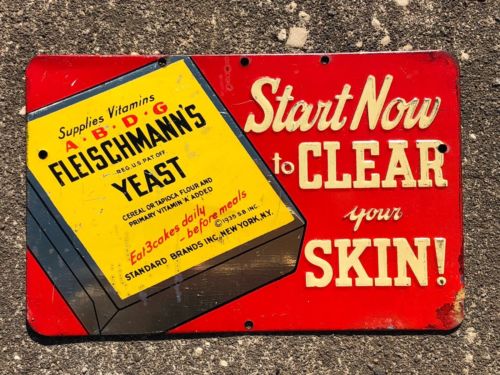 Supplies Vitamins
A·B·D·G
FLEISCHMANN'S
REG. U.S. PAT. OFF
YEAST
CEREAL OR TAPIOCA FLOUR AND
PRIMARY VITAMIN A ADDED
Eat 3 cakes daily
-before meals
©1935 S.B. INC.
STANDARD BRANDS INC. NEW YORK, N.Y.
Start Now
to CLEAR
your
SKIN!